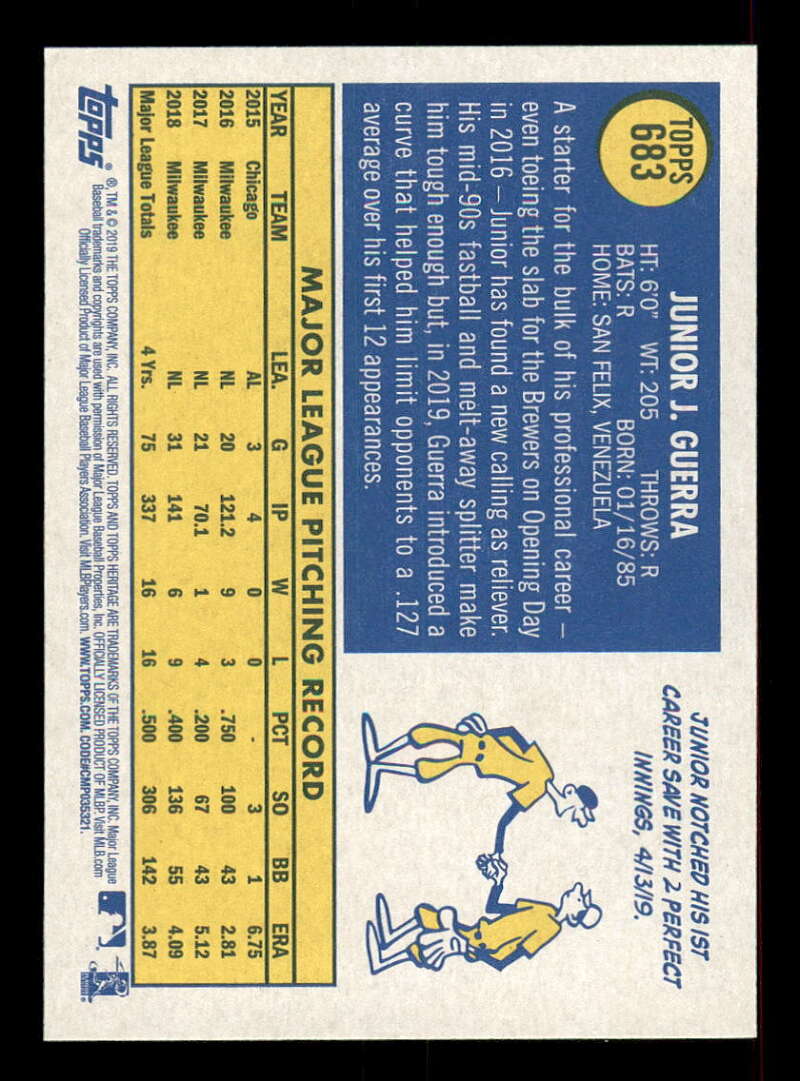 TOPPS
683
JUNIOR J. GUERRA
HT: 6'0" WT: 205 THROWS: R
BATS: R BORN: 01/16/85
HOME: SAN FELIX, VENEZUELA
A starter for the bulk of his professional career –
even toeing the slab for the Brewers on Opening Day
in 2016 – Junior has found a new calling as reliever.
His mid-90s fastball and melt-away splitter make
him tough enough but, in 2019, Guerra introduced a
curve that helped him limit opponents to a .127
average over his first 12 appearances.
JUNIOR NOTCHED HIS 1ST
CAREER SAVE WITH 2 PERFECT
INNINGS, 4/13/19.
MAJOR LEAGUE PITCHING RECORD
YEAR TEAM LEA. G IP W L PCT SO BB ERA
2015 Chicago AL 3 4 0 0 - 3 1 6.75
2016 Milwaukee NL 20 121.2 9 3 .750 100 43 2.81
2017 Milwaukee NL 21 70.1 1 4 .200 67 43 5.12
2018 Milwaukee NL 31 141 6 9 .400 136 55 4.09
Major League Totals 4 Yrs. 75 337 16 16 .500 306 142 3.87
topps®
®, TM & © 2019 THE TOPPS COMPANY, INC. ALL RIGHTS RESERVED. TOPPS AND TOPPS HERITAGE ARE TRADEMARKS OF THE TOPPS COMPANY, INC. Major League
Baseball trademarks and copyrights are used with permission of Major League Baseball Properties, Inc. OFFICIALLY LICENSED PRODUCT OF MLBP. Visit MLB.com
Officially Licensed Product of Major League Baseball Players Association. Visit MLBPlayers.com. WWW.TOPPS.COM. CODE#CMP035321.